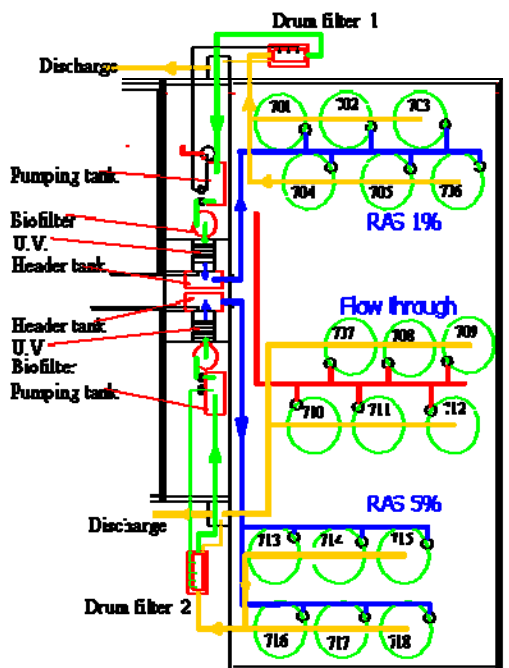 Drum filter 1
Discharge
701 702 703
Pumping tank
704 705 706
Biofilter
RAS 1%
U.V.
Header tank
Flow through
Header tank
707 708 709
U.V
Biofilter
Pumping tank
710 711 712
RAS 5%
Discharge
713 714 715
Drum filter 2
716 717 718